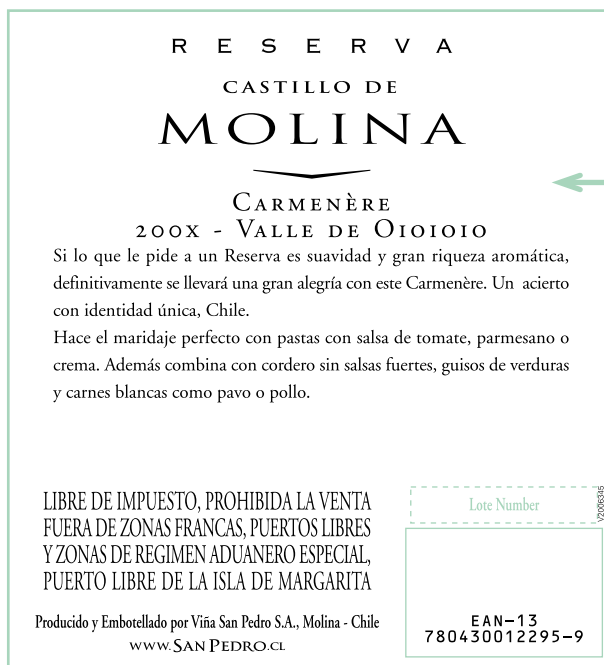 RESERVA
CASTILLO DE
MOLINA
CARMENÈRE
200X - VALLE DE OIOIOIO
Si lo que le pide a un Reserva es suavidad y gran riqueza aromática,
definitivamente se llevará una gran alegría con este Carmenère. Un acierto
con identidad única, Chile.
Hace el maridaje perfecto con pastas con salsa de tomate, parmesano o
crema. Además combina con cordero sin salsas fuertes, guisos de verduras
y carnes blancas como pavo o pollo.
LIBRE DE IMPUESTO, PROHIBIDA LA VENTA
FUERA DE ZONAS FRANCAS, PUERTOS LIBRES
Y ZONAS DE REGIMEN ADUANERO ESPECIAL,
PUERTO LIBRE DE LA ISLA DE MARGARITA
Producido y Embotellado por Viña San Pedro S.A., Molina - Chile
WWW.SAN PEDRO.CL
Lote Number
V2006345
EAN-13
780430012295-9